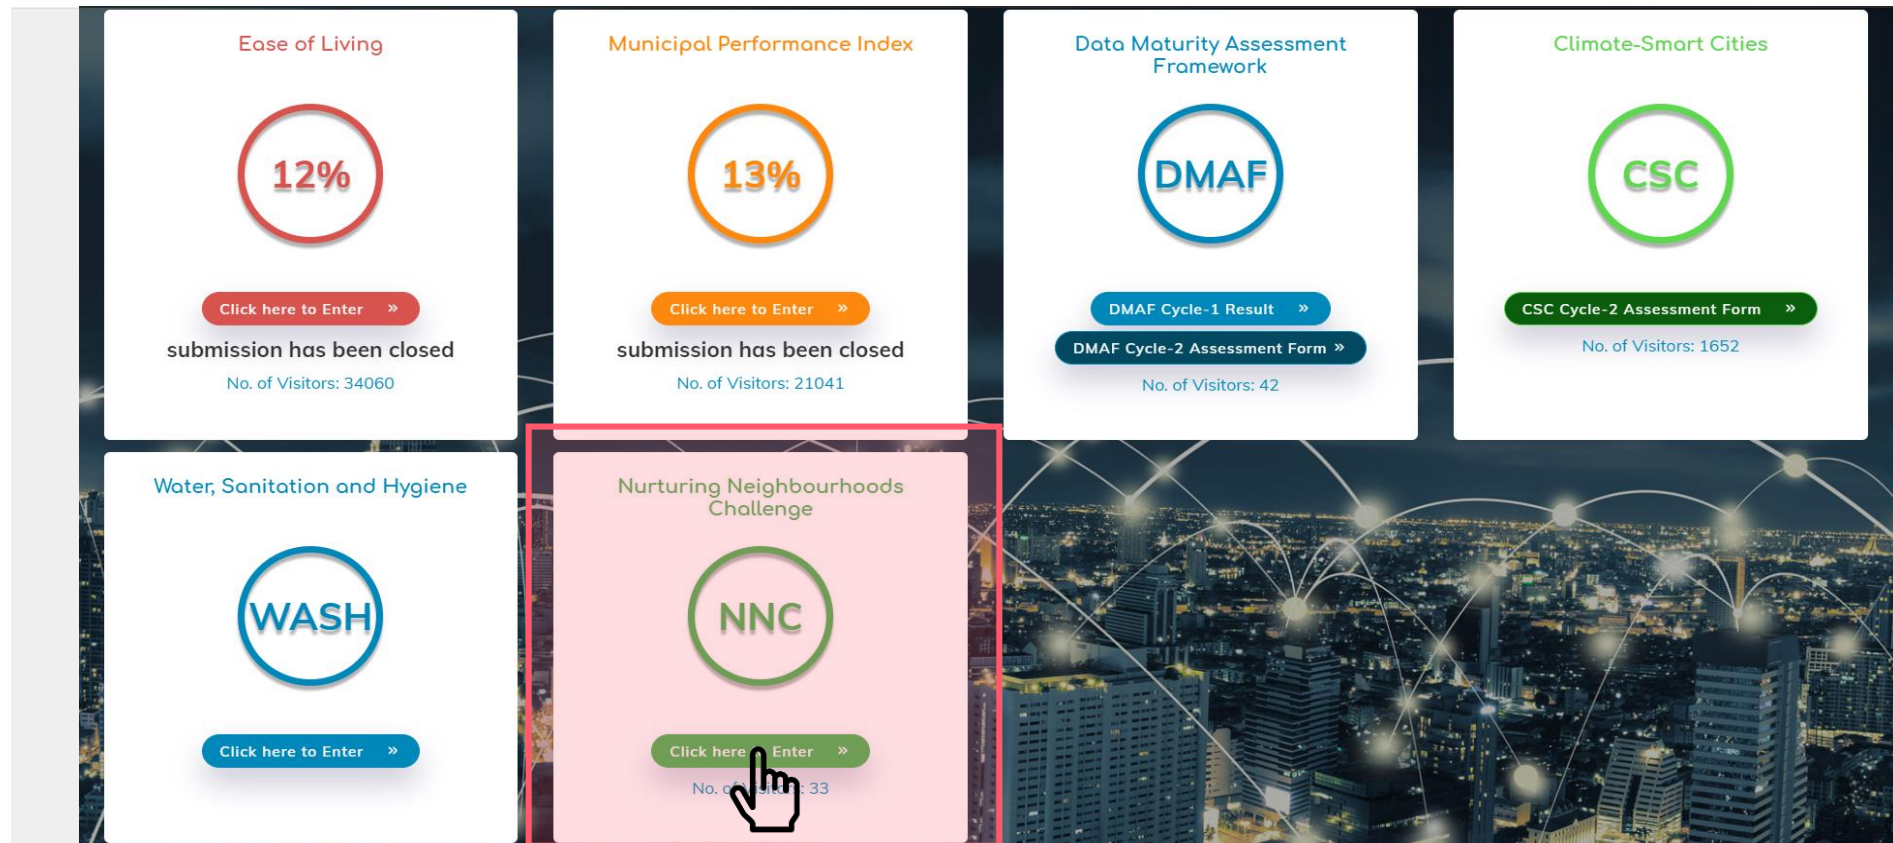 Ease of Living
12%
Click here to Enter »
submission has been closed
No. of Visitors: 34060
Municipal Performance Index
13%
Click here to Enter »
submission has been closed
No. of Visitors: 21041
Data Maturity Assessment
Framework
DMAF
DMAF Cycle-1 Result »
DMAF Cycle-2 Assessment Form »
No. of Visitors: 42
Climate-Smart Cities
CSC
CSC Cycle-2 Assessment Form »
No. of Visitors: 1652
Water, Sanitation and Hygiene
WASH
Click here to Enter »
Nurturing Neighbourhoods
Challenge
NNC
Click here to Enter »
No. of Visitors: 33